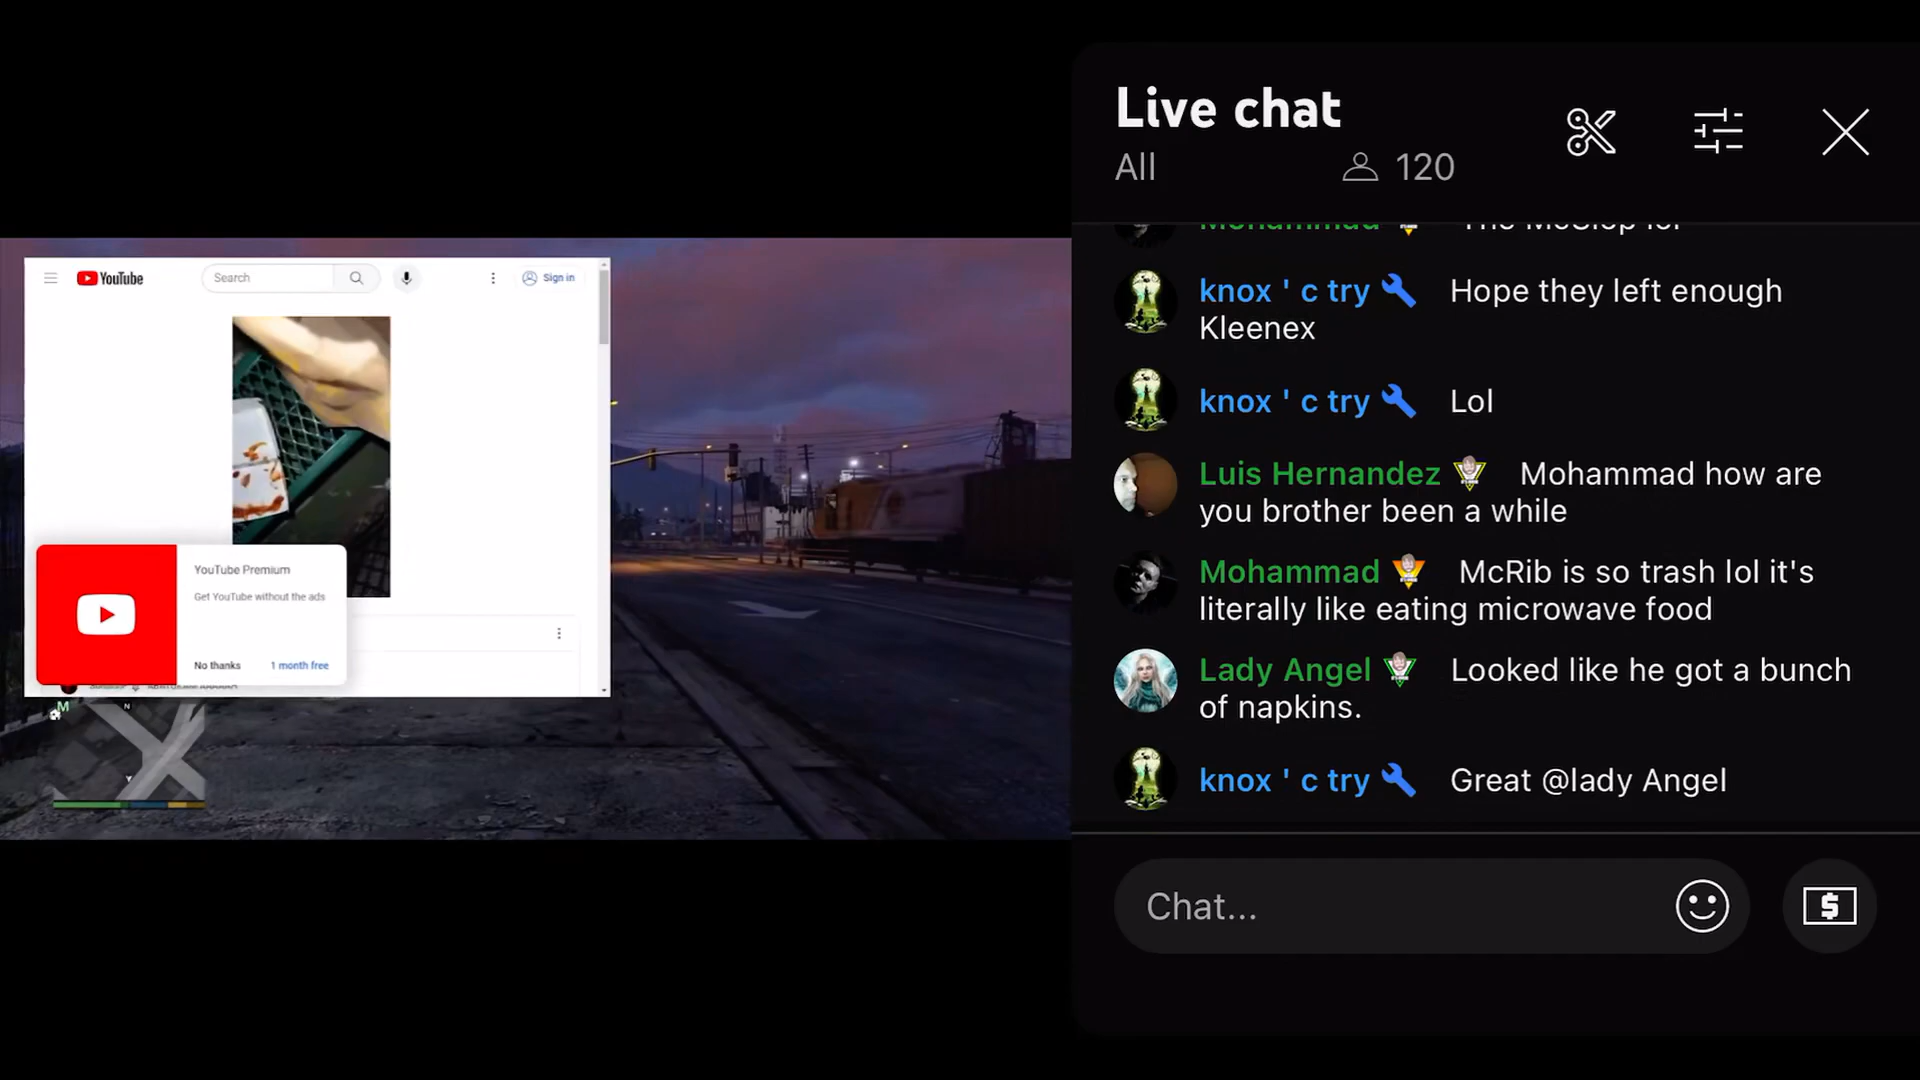 Live chat
All 120
knox ' c try Hope they left enough
Kleenex
knox ' c try Lol
Luis Hernandez Mohammad how are
you brother been a while
Mohammad McRib is so trash lol it's
literally like eating microwave food
Lady Angel Looked like he got a bunch
of napkins.
knox ' c try Great @lady Angel
Chat...
YouTube Search Sign in
YouTube Premium
Get YouTube without the ads
No thanks 1 month free
M N